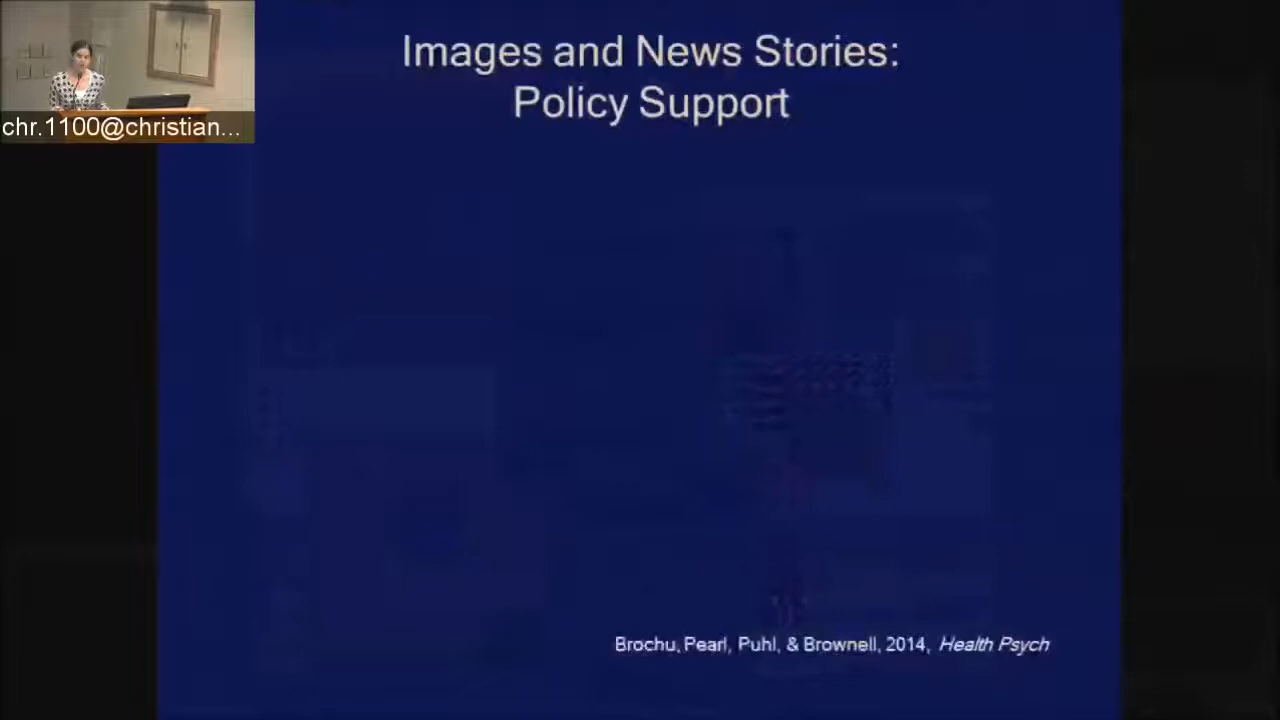 Images and News Stories:
Policy Support
chr.1100@christian...
Brochu, Pearl, Puhl, & Brownell, 2014, Health Psych